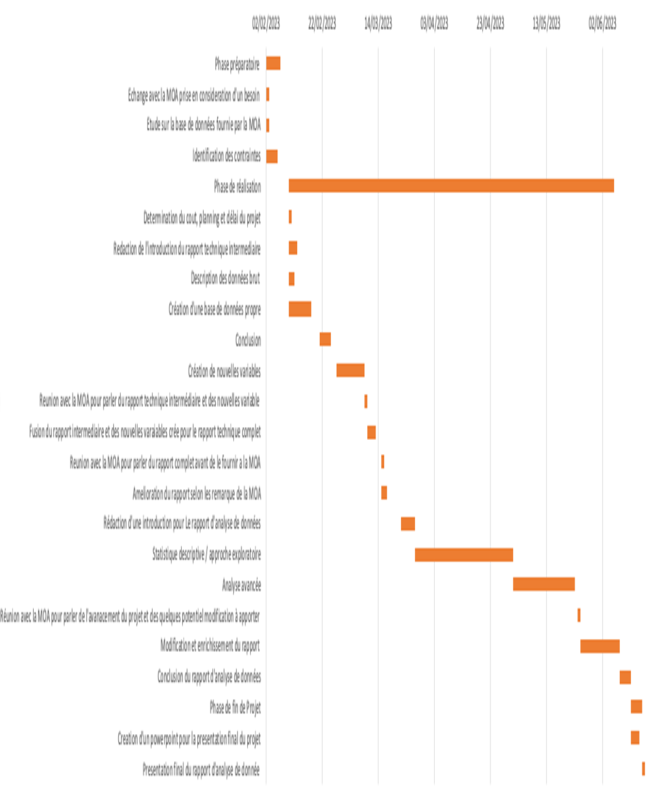 02/02/2023 22/02/2023 14/03/2023 03/04/2023 23/04/2023 13/05/2023 02/06/2023
Phase préparatoire
Echange avec la MOA prise en consideration d'un besoin
Etude sur la base de données fournie par la MOA
Identification des contraintes
Phase de réalisation
Determination du cout, planning et délai du projet
Redaction de l'introduction du rapport technique intermediaire
Description des données brut
Création d'une base de données propre
Conclusion
Création de nouvelles variables
Reunion avec la MOA pour parler du rapport technique intermédiaire et des nouvelles variable
Fusion du rapport intermediaire et des nouvelles varaiables crée pour le rapport technique complet
Reunion avec la MOA pour parler du rapport complet avant de le fournir a la MOA
Amelioration du rapport selon les remarque de la MOA
Rédaction d'une introduction pour Le rapport d'analyse de données
Statistique descriptive / approche exploratoire
Analyse avancée
Réunion avec la MOA pour parler de l'avanacement du projet et des quelques potentiel modification à apporter
Modification et enrichissement du rapport
Conclusion du rapport d'analyse de données
Phase de fin de Projet
Creation d'un powerpoint pour la presentation final du projet
Presentation final du rapport d'analyse de donnée